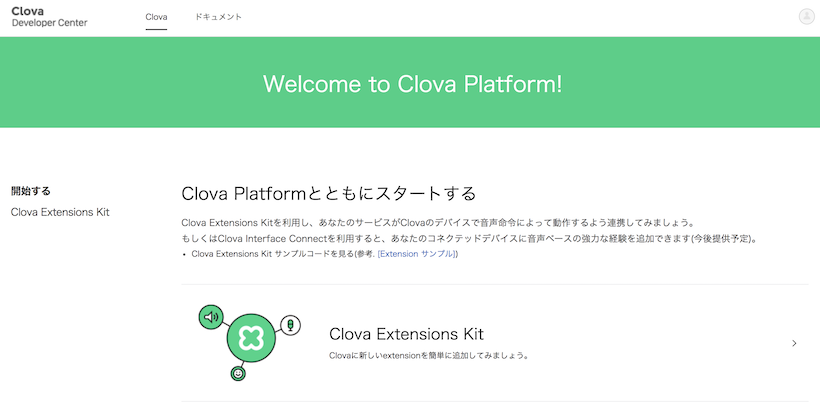 Clova
Developer Center
Clova
ドキュメント
Welcome to Clova Platform!
開始する
Clova Extensions Kit
Clova Platformとともにスタートする
Clova Extensions Kitを利用し、あなたのサービスがClovaのデバイスで音声命令によって動作するよう連携してみましょう。
もしくはClova Interface Connectを利用すると、あなたのコネクテッドデバイスに音声ベースの強力な経験を追加できます(今後提供予定)。
• Clova Extensions Kit サンプルコードを見る(参考. [Extension サンプル])
Clova Extensions Kit
Clovaに新しいextensionを簡単に追加してみましょう。